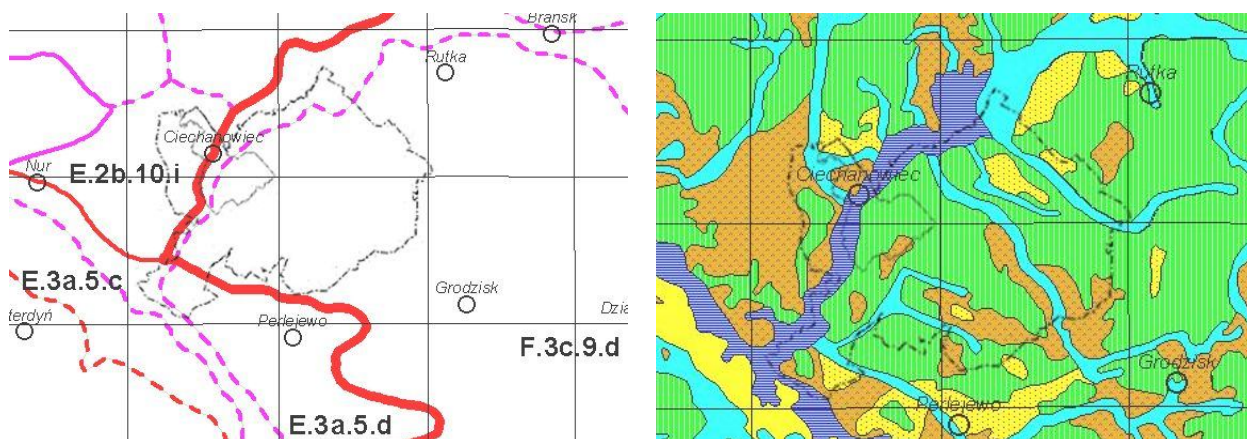 Brańsk
Rutka
Ciechanowiec
Nur
E.2b.10.i
E.3a.5.c
terdyń
Grodzisk
Perlejewo
Dzia
F.3c.9.d
E.3a.5.d
Rutka
Ciechanowiec
Grodzisk
Perlejewo